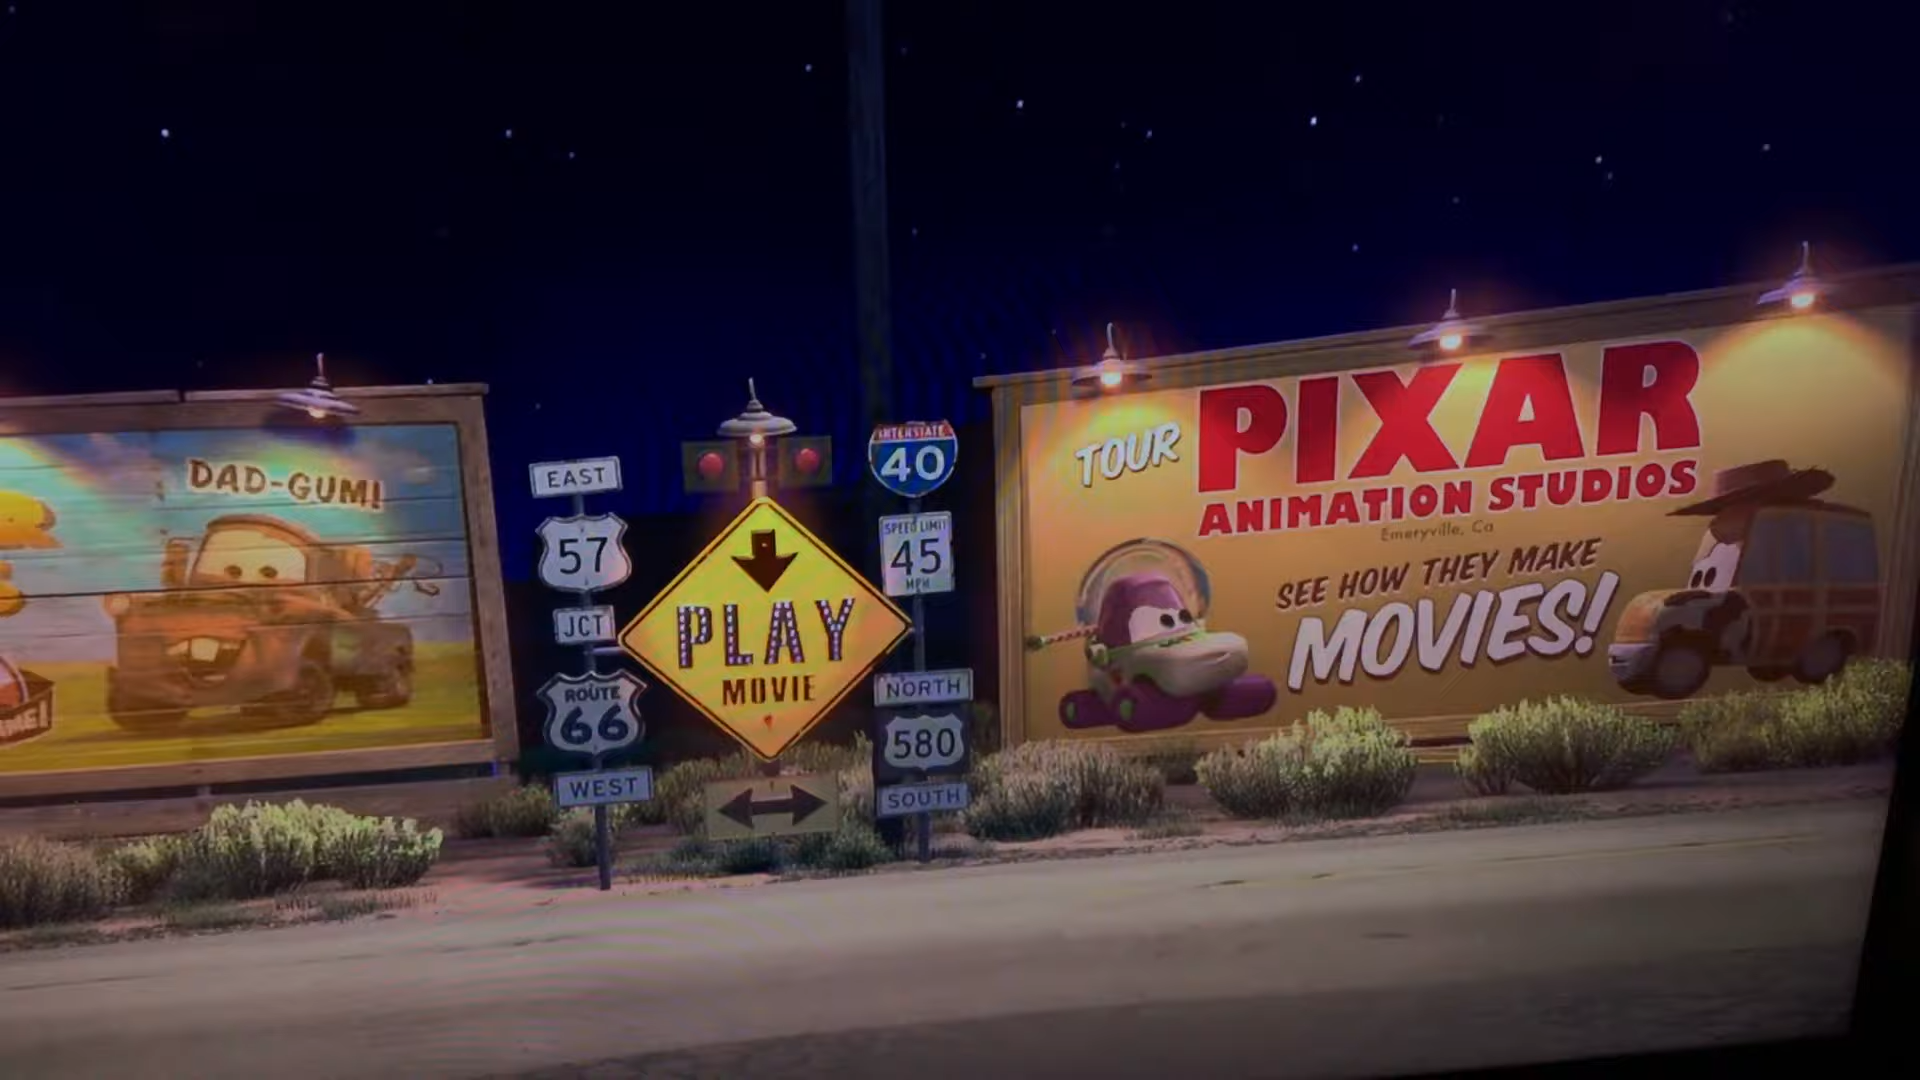 DAD-GUM!
ME!
EAST
57
JCT
ROUTE
66
WEST
PLAY
MOVIE
INTERSTATE
40
SPEED LIMIT
45
MPH
NORTH
580
SOUTH
TOUR
PIXAR
ANIMATION STUDIOS
Emeryville, Ca
SEE HOW THEY MAKE
MOVIES!